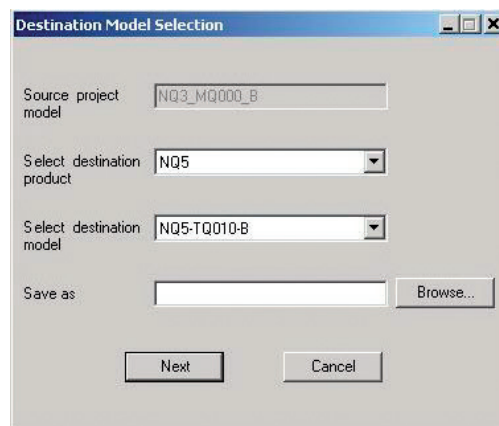 Destination Model Selection
Source project
model
NQ3_MQ000_B
Select destination
product
NQ5
Select destination
model
NQ5-TQ010-B
Save as
Browse...
Next
Cancel